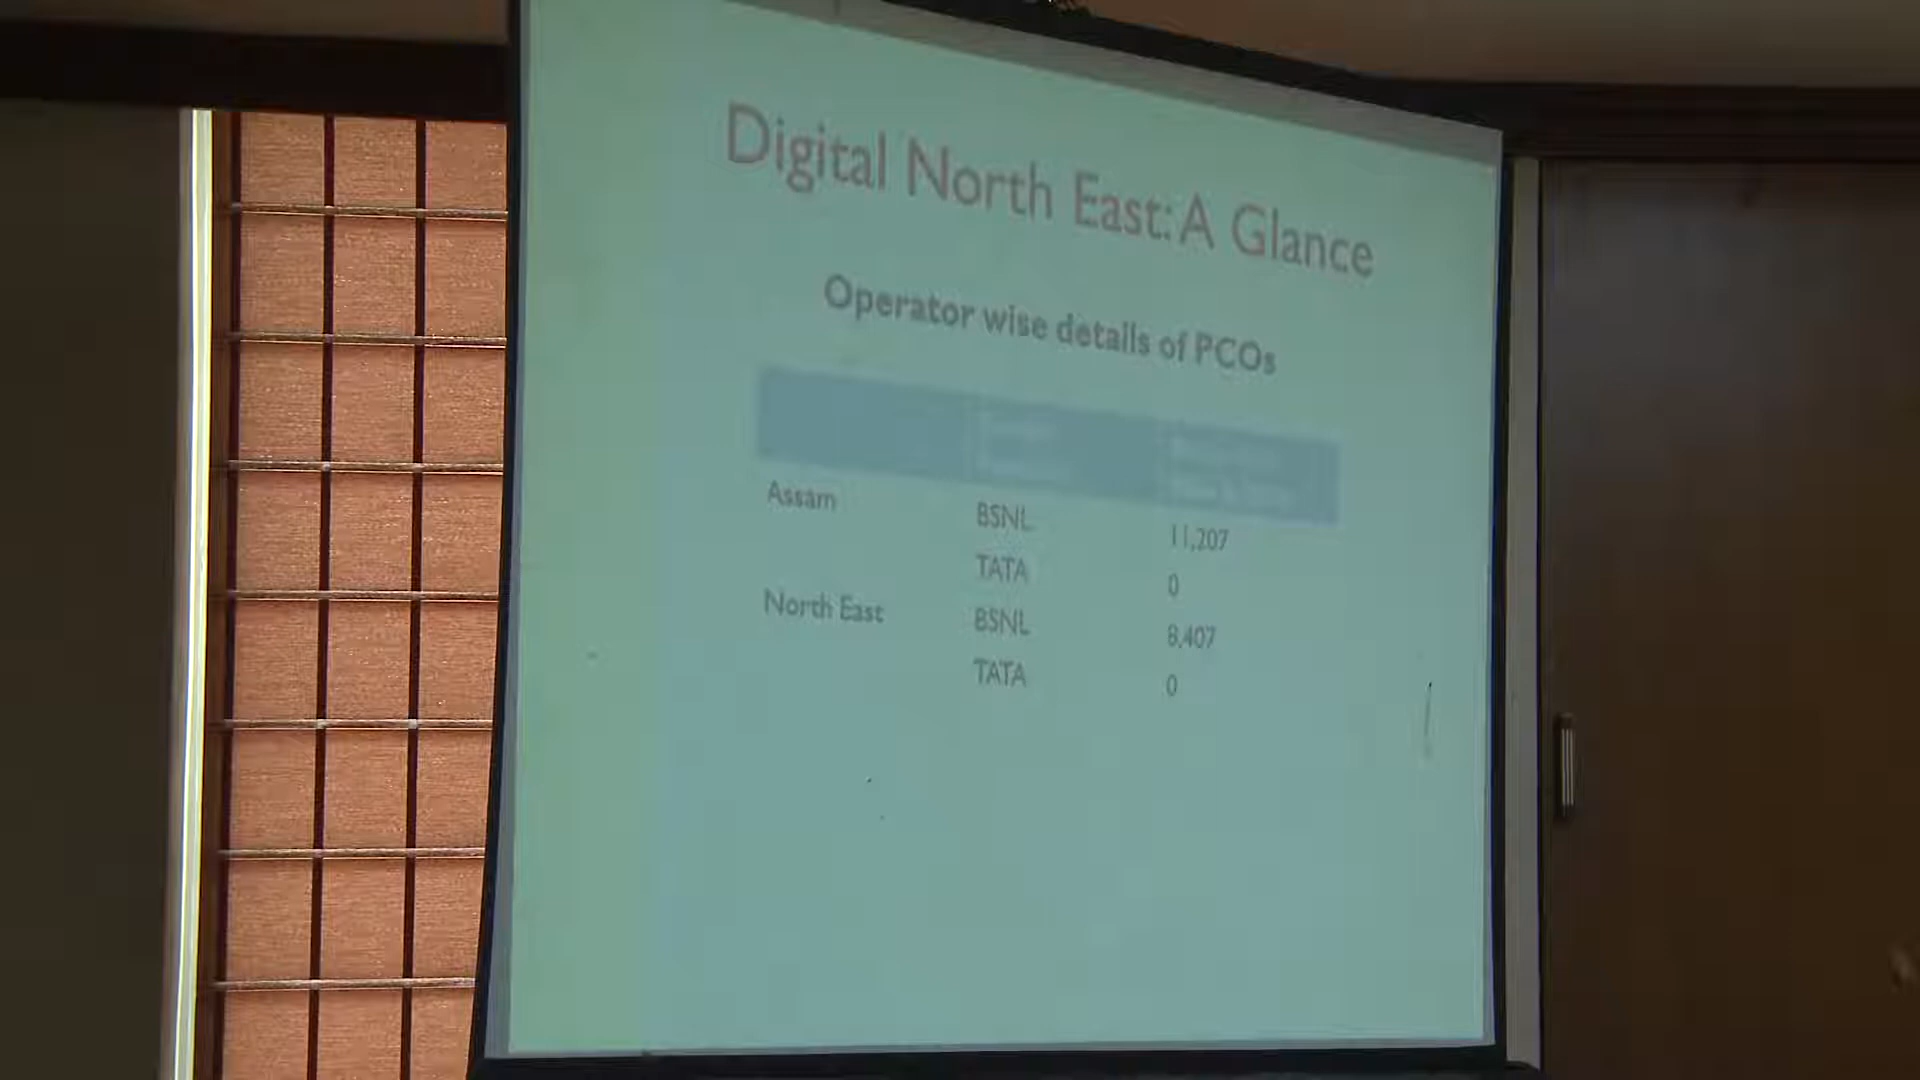 Digital North East: A Glance
Operator wise details of PCOs
Assam BSNL 11,207
TATA 0
North East BSNL 8,407
TATA 0